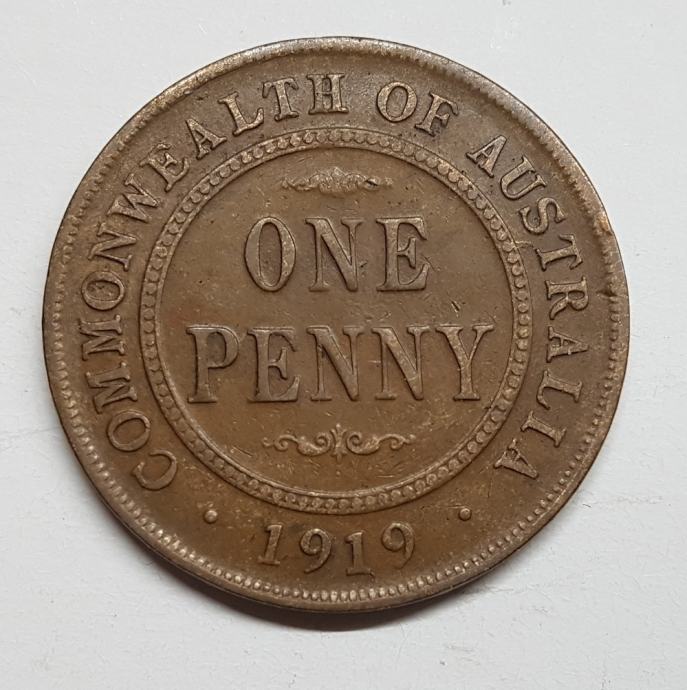 COMMONWEALTH OF AUSTRALIA
ONE
PENNY
· 1919 ·